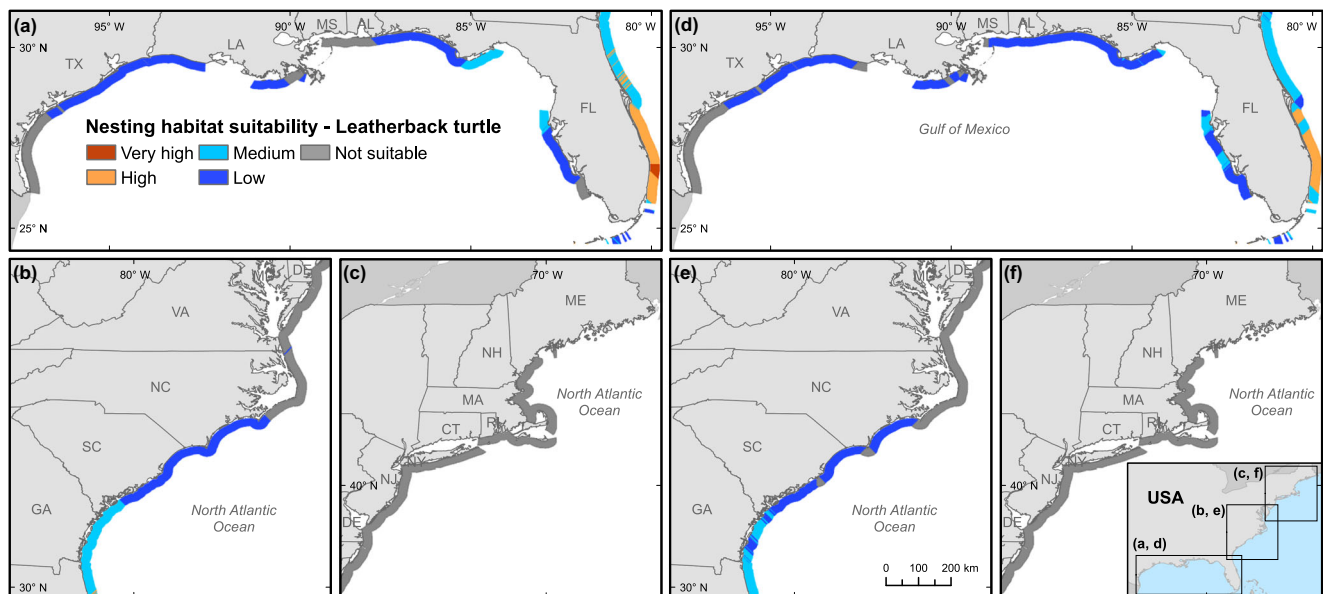 (a)
95° W
90° W
MS
AL
80° W
30° N
LA
TX
FL
Nesting habitat suitability - Leatherback turtle
Very high
Medium
Not suitable
High
Low
25° N
(d)
95° W
90° W
MS
AL
85° W
80° W
30° N
LA
TX
FL
Gulf of Mexico
25° N
(b)
80° W
DE
VA
NC
SC
GA
North Atlantic
Ocean
30° N
(c)
70° W
ME
NH
MA
North Atlantic
Ocean
CT
RI
NY
NJ
40° N
DE
(e)
80° W
DE
VA
NC
SC
GA
North Atlantic
Ocean
0 100 200 km
30° N
(f)
70° W
ME
NH
MA
North Atlantic
Ocean
CT
RI
NY
NJ
40° N
DE
(c, f)
USA
(b, e)
(a, d)